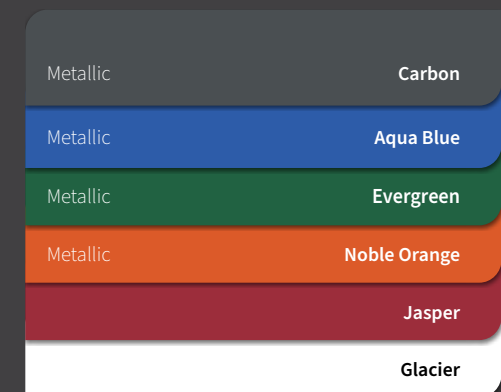 Metallic Carbon
Metallic Aqua Blue
Metallic Evergreen
Metallic Noble Orange
Jasper
Glacier